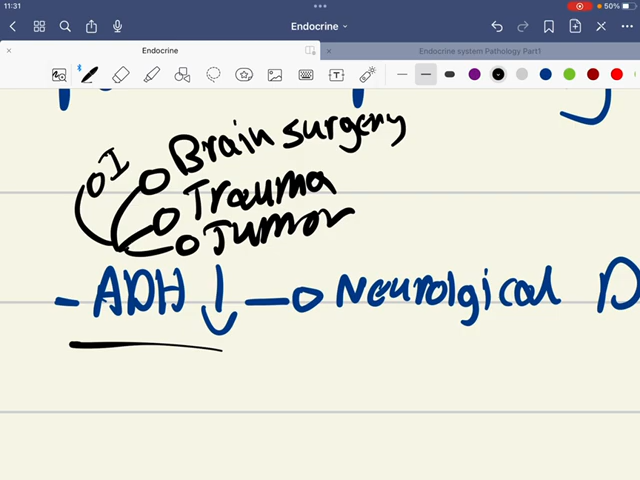 11:31
50%
Endocrine
Endocrine
Endocrine system Pathology Part1
I
Brain surgery
Trauma
Tumor
- ADH ↓ Neurolgical D